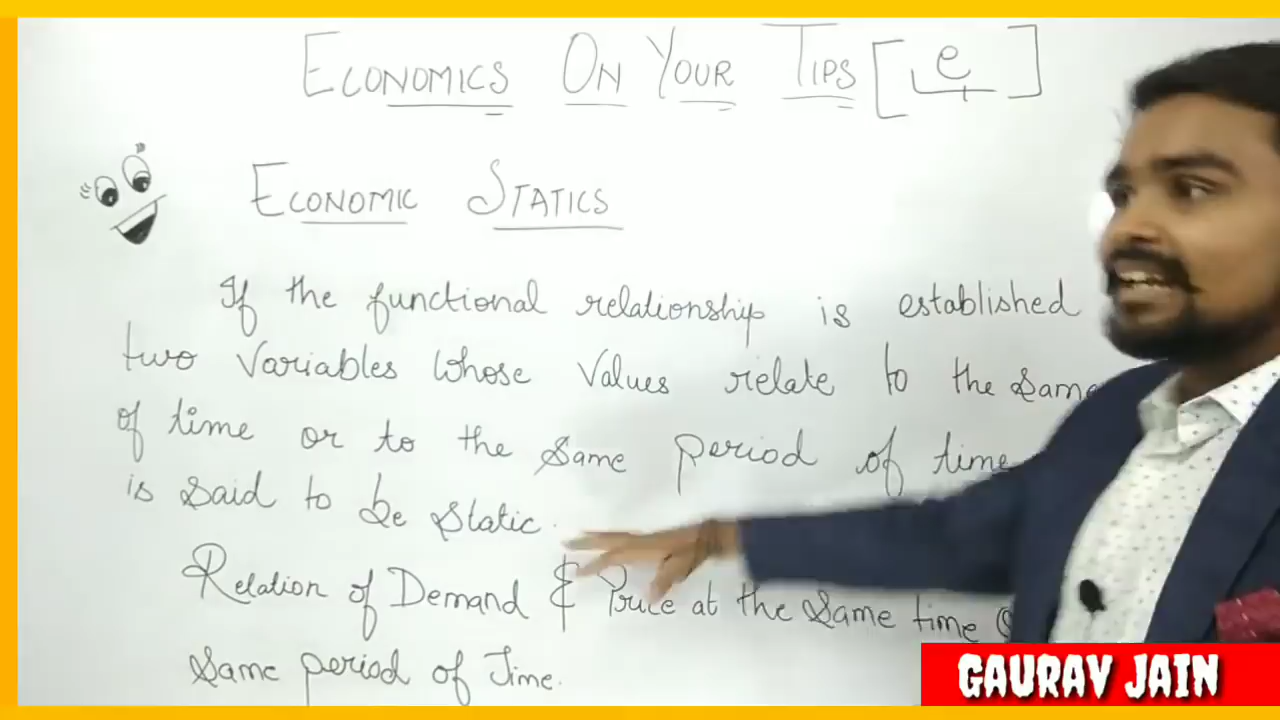 ECONOMICS ON YOUR TIPS [e]
ECONOMIC STATICS
If the functional relationship is established
two variables whose values relate to the same
of time or to the same period of time
is said to be static.
Relation of Demand & Price at the same time
same period of Time.
GAURAV JAIN